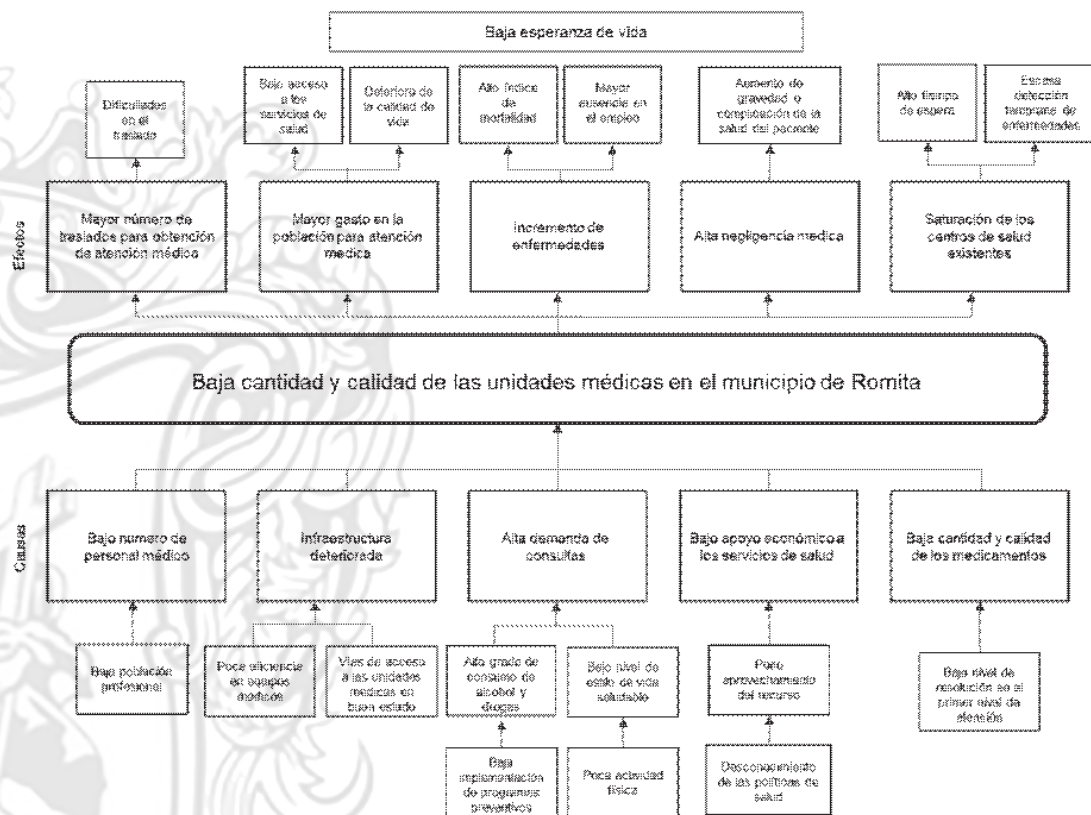 Baja esperanza de vida
Dificultades
en el
traslado
Bajo acceso
a los
servicios de
salud
Deterioro de
la calidad de
vida
Alto índice
de
mortalidad
Mayor
ausencia en
el empleo
Aumento de
gravedad o
complicación de la
salud del paciente
Alto tiempo
de espera
Escasa
detección
temprana de
enfermedades
Efectos
Mayor número de
traslados para obtención
de atención médico
Mayor gasto en la
población para atención
medica
Incremento de
enfermedades
Alta negligencia medica
Saturación de los
centros de salud
existentes
Baja cantidad y calidad de las unidades médicas en el municipio de Romita
Causas
Bajo numero de
personal médico
Infraestructura
deteriorada
Alta demanda de
consultas
Bajo apoyo económico a
los servicios de salud
Baja cantidad y calidad
de los medicamentos
Baja población
profesional
Poca eficiencia
en equipos
médicos
Vías de acceso
a las unidades
medicas en
buen estado
Alto grado de
consumo de
alcohol y
drogas
Bajo nivel de
estilo de vida
saludable
Poco
aprovechamiento
del recurso
Bajo nivel de
resolución en el
primer nivel de
atención
Baja
implementación
de programas
preventivos
Poca actividad
física
Desconocimiento
de las políticas de
salud